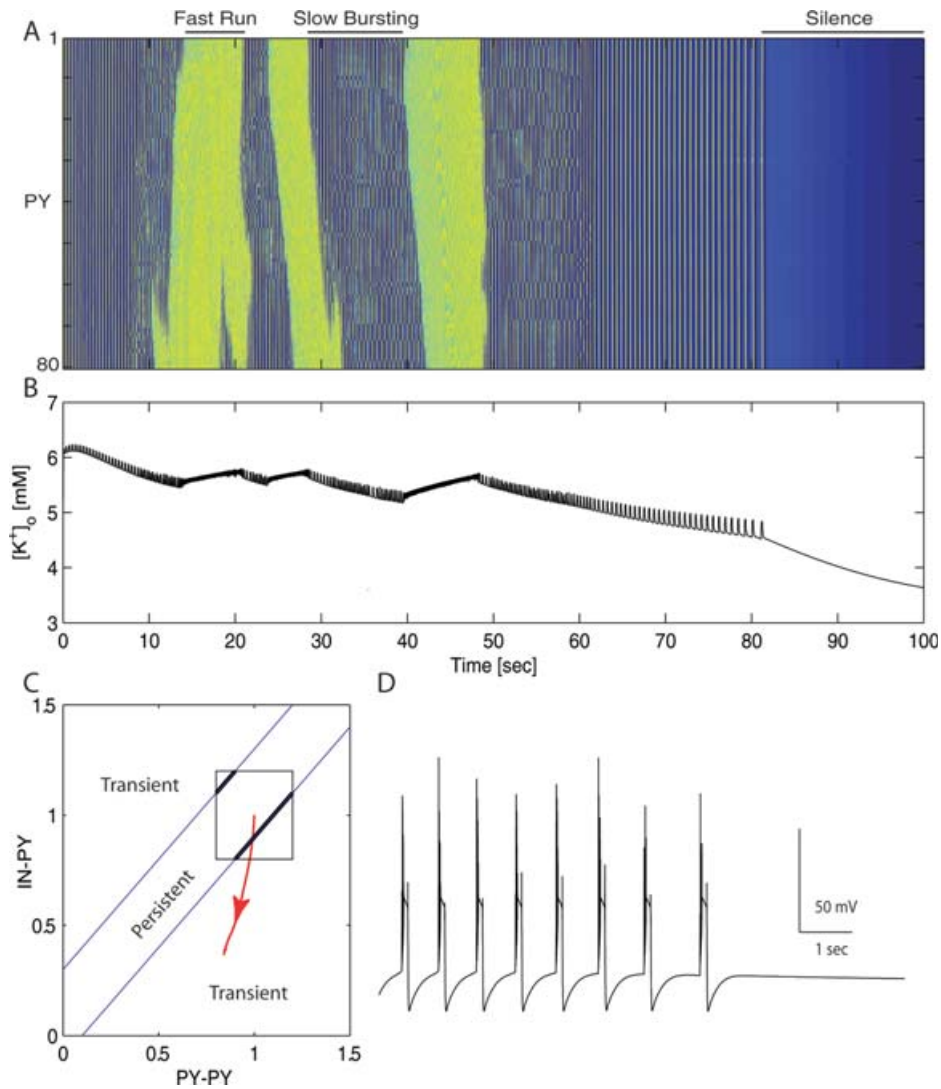 A
Fast Run
Slow Bursting
Silence
1
PY
80
B
7
6
5
4
3
[K+]o [mM]
0 10 20 30 40 50 60 70 80 90 100
Time [sec]
C
1.5
1
0.5
0
IN-PY
Transient
Persistent
Transient
0 0.5 1 1.5
PY-PY
D
50 mV
1 sec